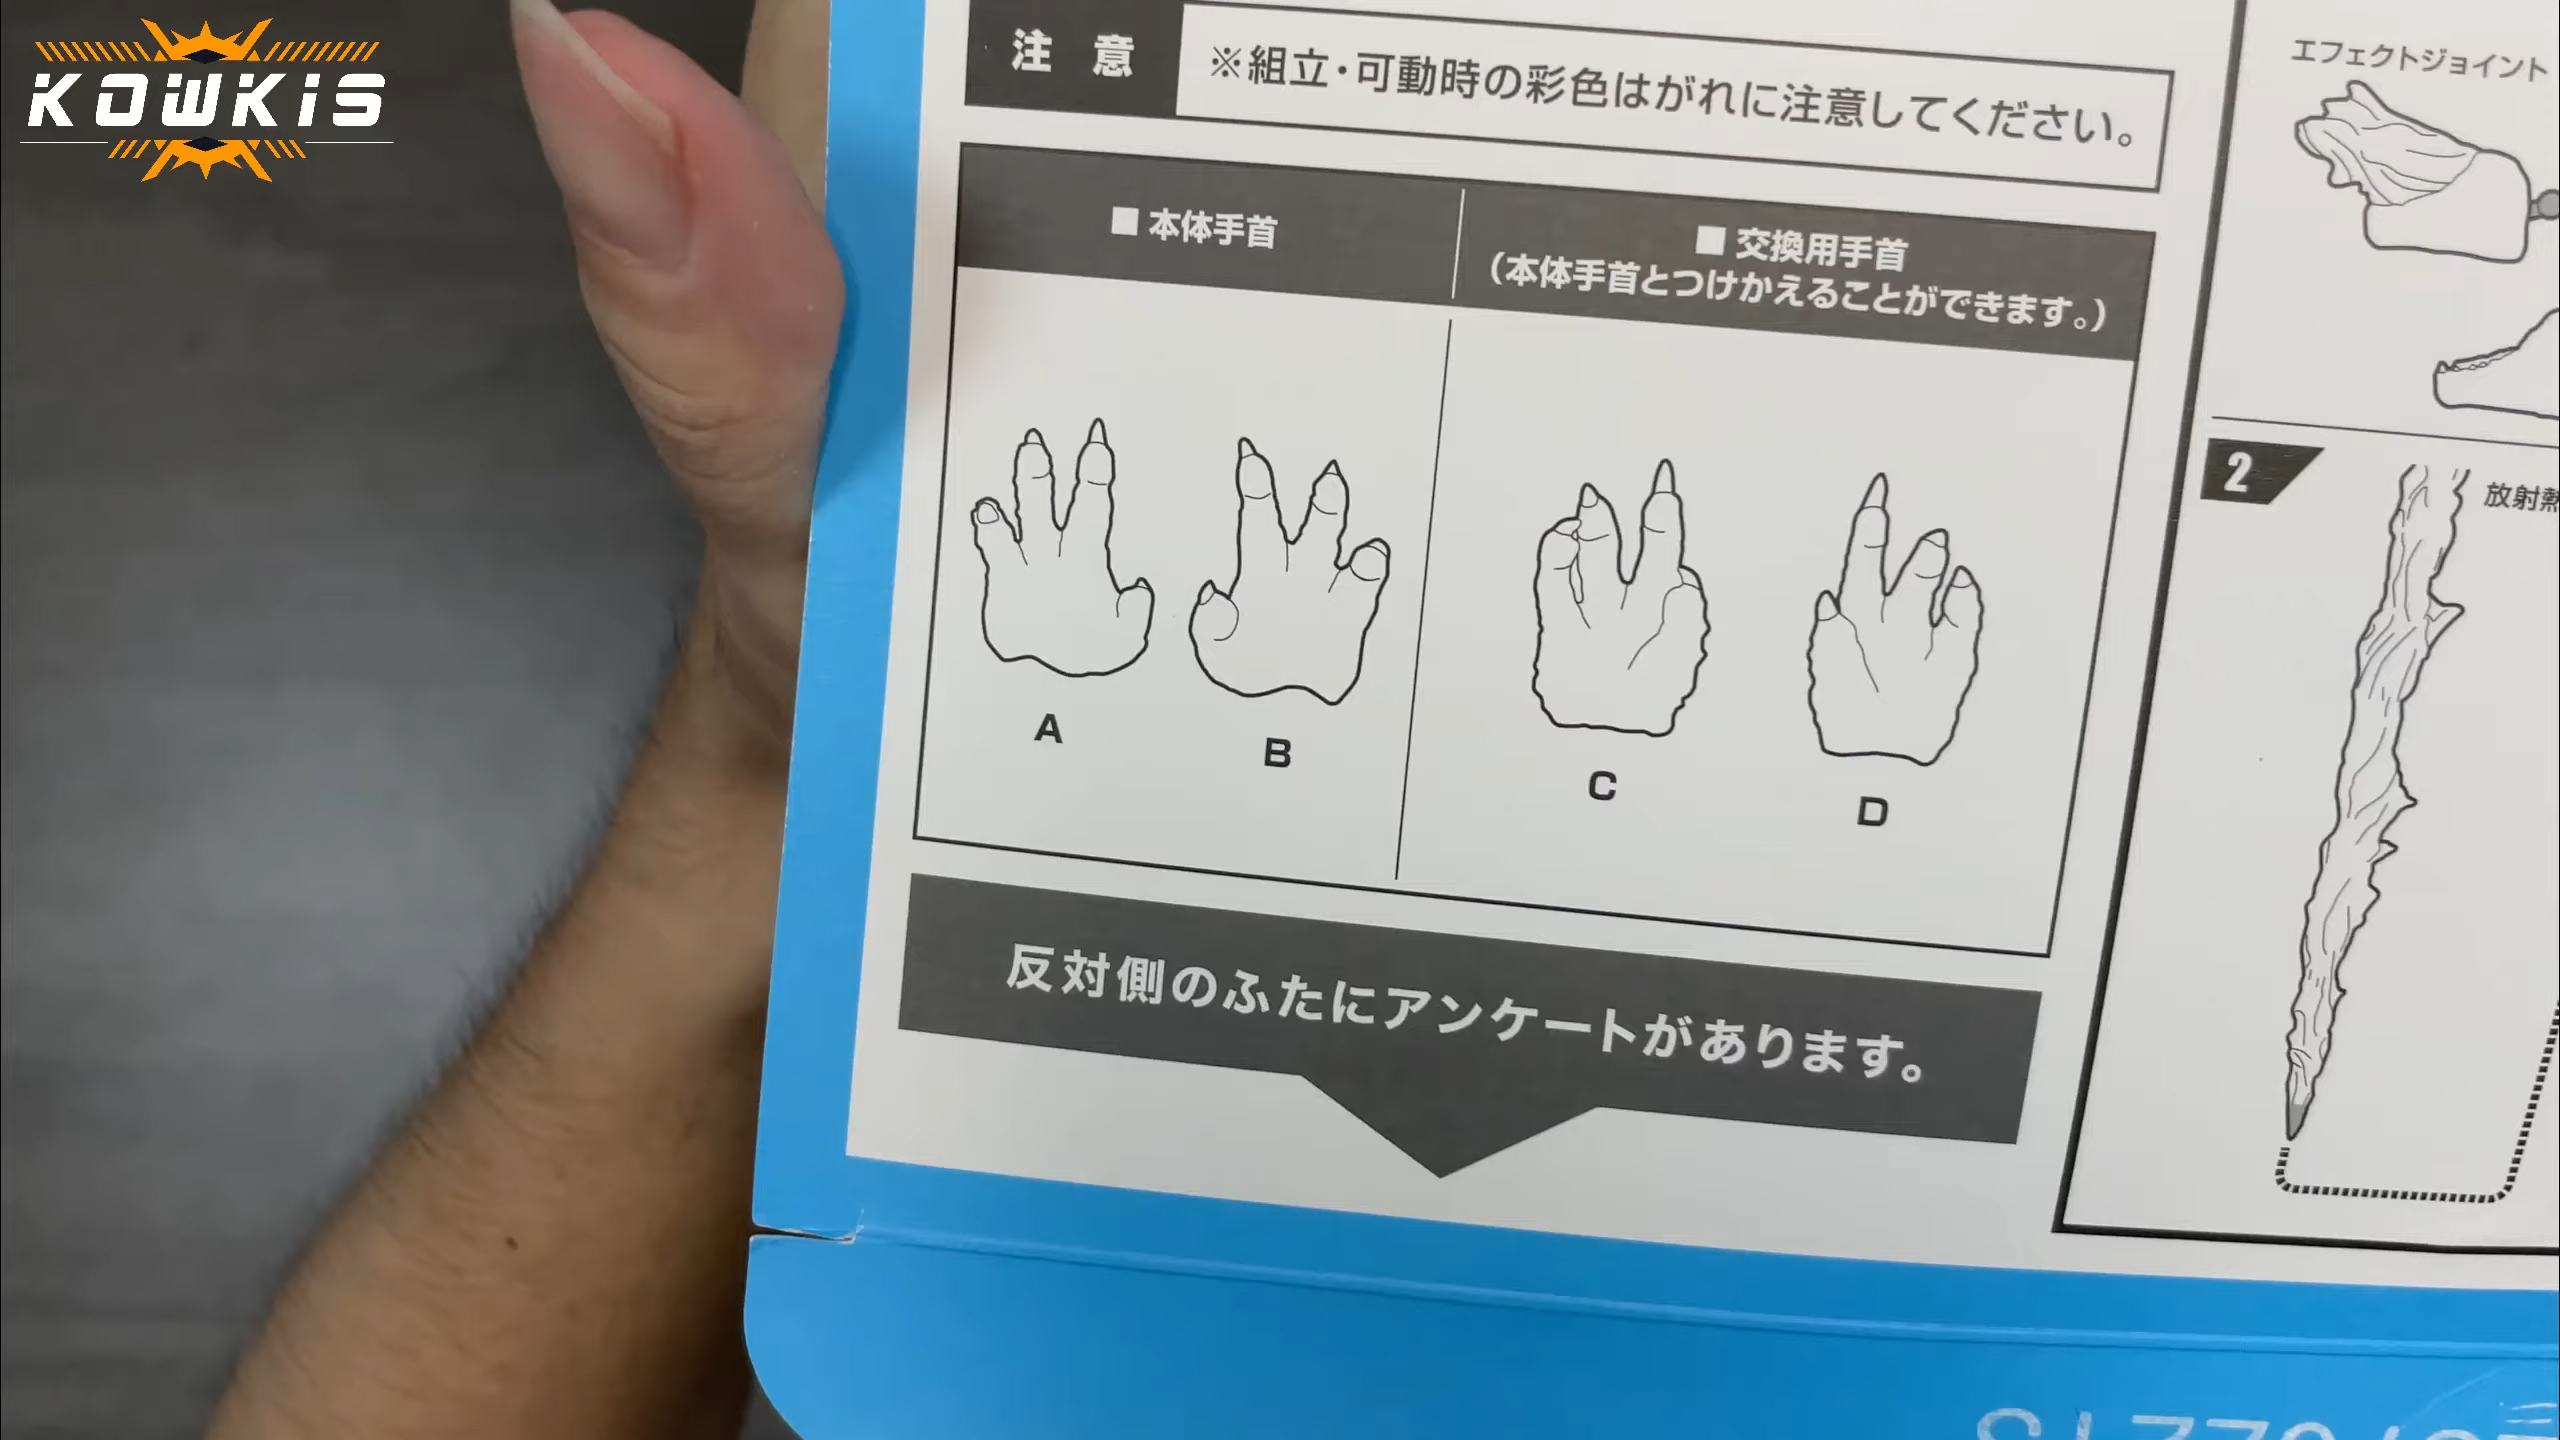 KOWKIS
注意
※組立・可動時の彩色はがれに注意してください。
■ 本体手首
■ 交換用手首
（本体手首とつけかえることができます。）
A
B
C
D
反対側のふたにアンケートがあります。
エフェクトジョイント
2
放射熱